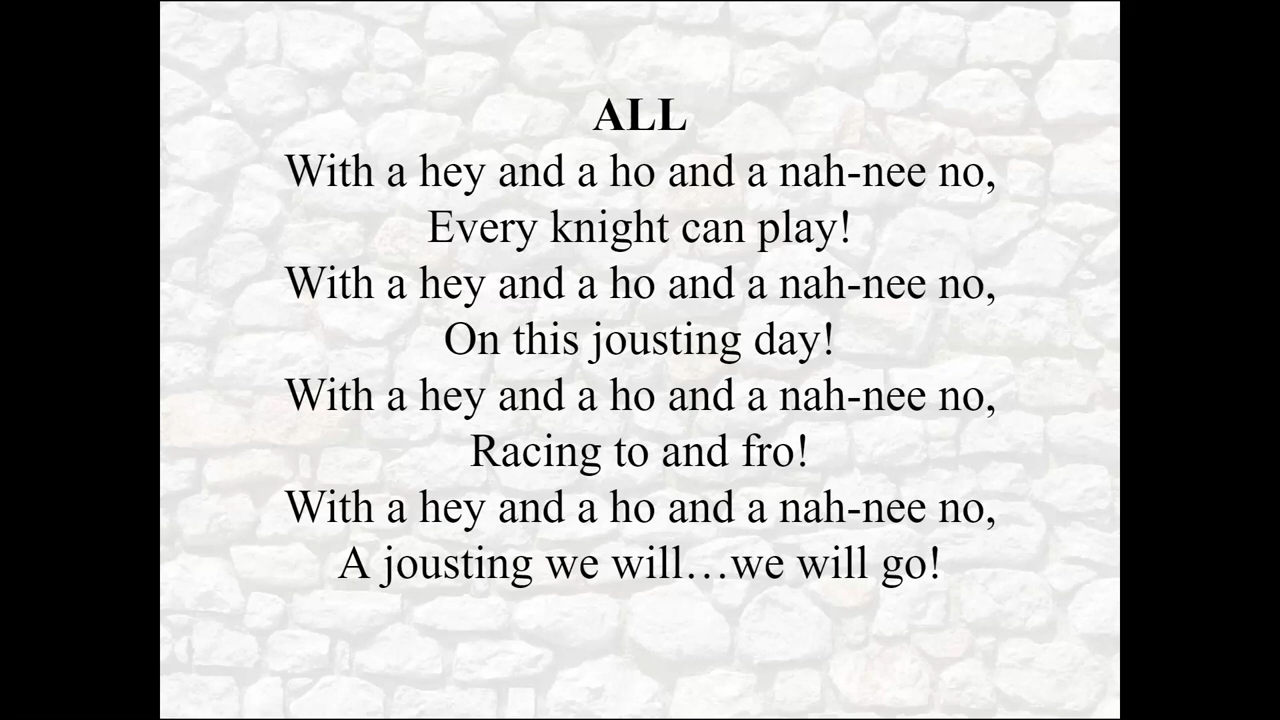 ALL
With a hey and a ho and a nah-nee no,
Every knight can play!
With a hey and a ho and a nah-nee no,
On this jousting day!
With a hey and a ho and a nah-nee no,
Racing to and fro!
With a hey and a ho and a nah-nee no,
A jousting we will…we will go!